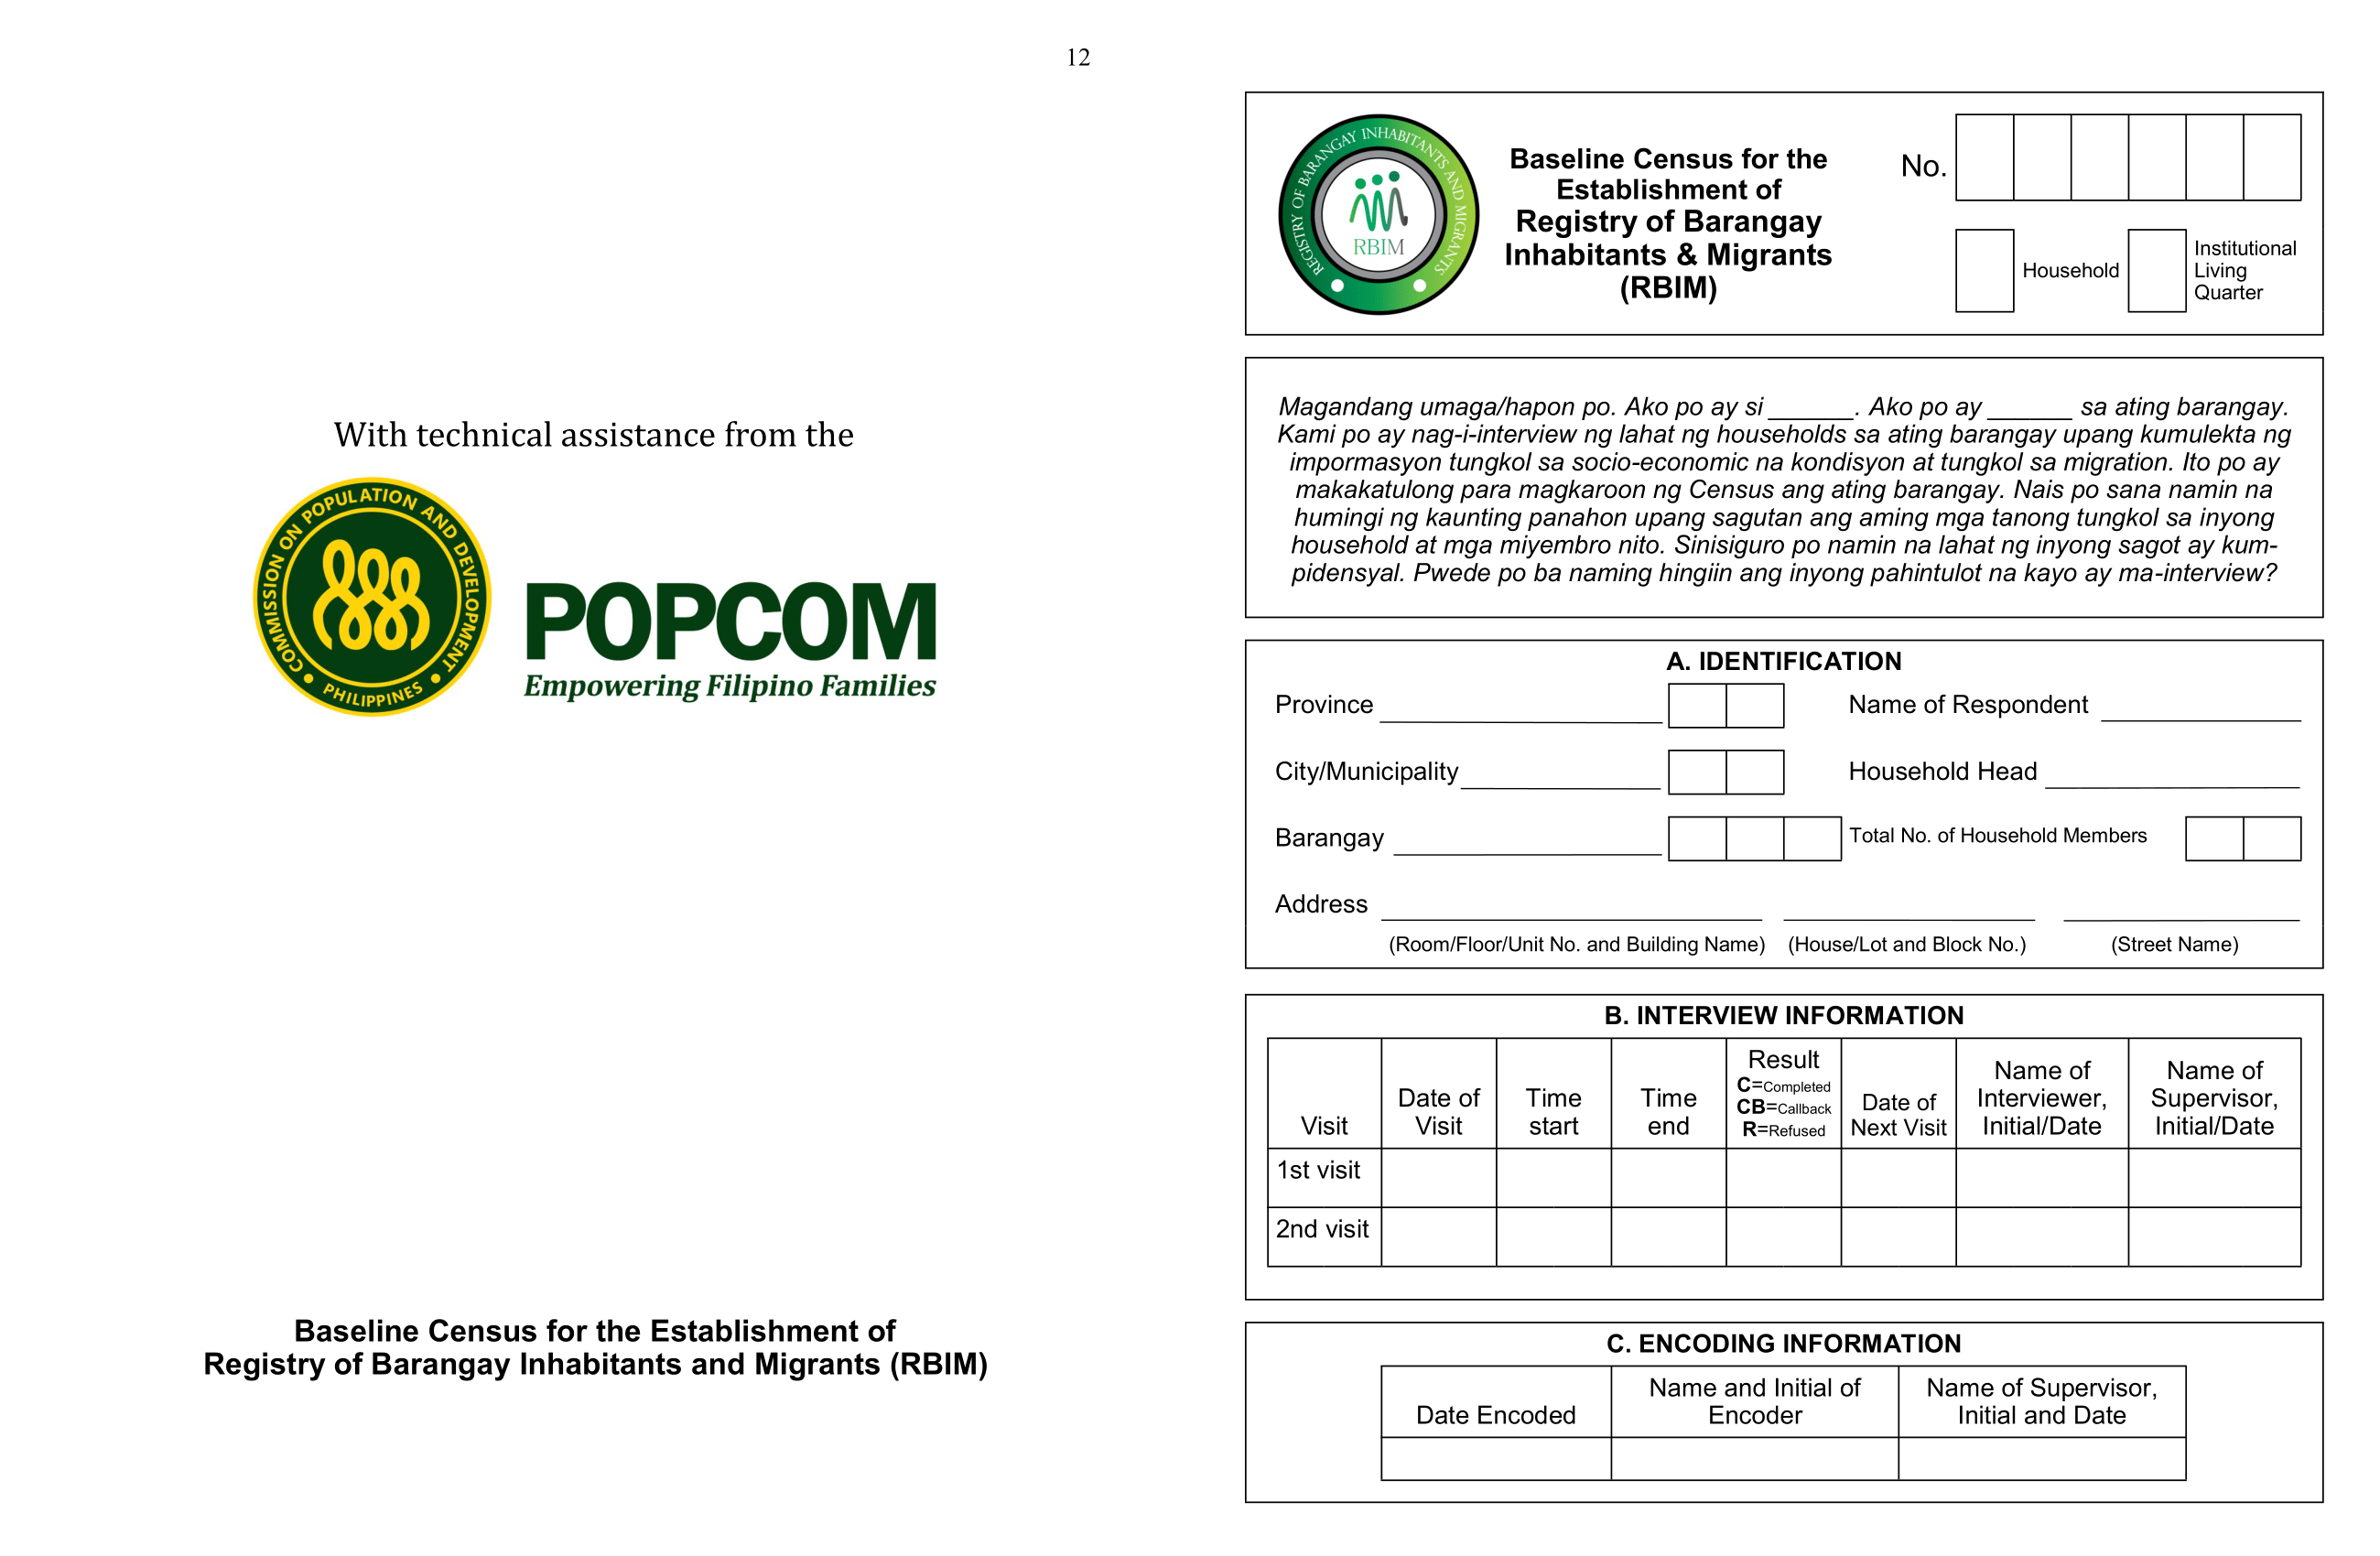 12
With technical assistance from the
COMMISSION ON POPULATION AND DEVELOPMENT
PHILIPPINES
POPCOM
Empowering Filipino Families
Baseline Census for the Establishment of
Registry of Barangay Inhabitants and Migrants (RBIM)
REGISTRY OF BARANGAY INHABITANTS AND MIGRANTS
RBIM
Baseline Census for the
Establishment of
Registry of Barangay
Inhabitants & Migrants
(RBIM)
No.
Household
Institutional
Living
Quarter
Magandang umaga/hapon po. Ako po ay si ______. Ako po ay ______ sa ating barangay.
Kami po ay nag-i-interview ng lahat ng households sa ating barangay upang kumulekta ng
impormasyon tungkol sa socio-economic na kondisyon at tungkol sa migration. Ito po ay
makakatulong para magkaroon ng Census ang ating barangay. Nais po sana namin na
humingi ng kaunting panahon upang sagutan ang aming mga tanong tungkol sa inyong
household at mga miyembro nito. Sinisiguro po namin na lahat ng inyong sagot ay kum-
pidensyal. Pwede po ba naming hingiin ang inyong pahintulot na kayo ay ma-interview?
A. IDENTIFICATION
Province
Name of Respondent
City/Municipality
Household Head
Barangay
Total No. of Household Members
Address
(Room/Floor/Unit No. and Building Name) (House/Lot and Block No.) (Street Name)
B. INTERVIEW INFORMATION
Visit
Date of
Visit
Time
start
Time
end
Result
C=Completed
CB=Callback
R=Refused
Date of
Next Visit
Name of
Interviewer,
Initial/Date
Name of
Supervisor,
Initial/Date
1st visit
2nd visit
C. ENCODING INFORMATION
Date Encoded
Name and Initial of
Encoder
Name of Supervisor,
Initial and Date